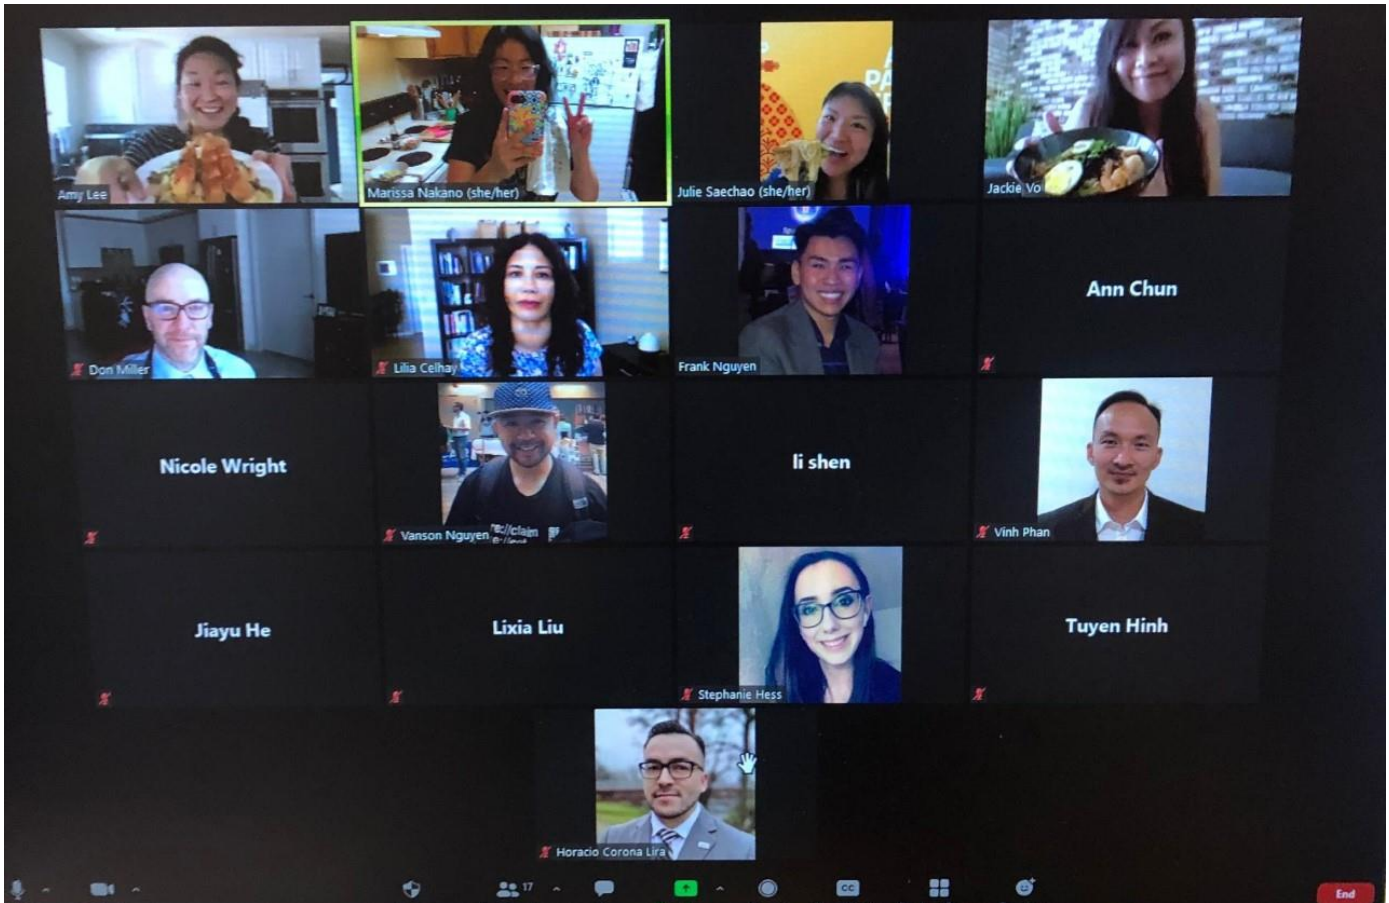 Amy Lee
Marissa Nakano (she/her)
Julie Saechao (she/her)
Jackie Vo
Don Miller
Lilia Celhay
Frank Nguyen
Ann Chun
Nicole Wright
Vanson Nguyen
li shen
Vinh Phan
Jiayu He
Lixia Liu
Stephanie Hess
Tuyen Hinh
Horacio Corona Lira
17
CC
End